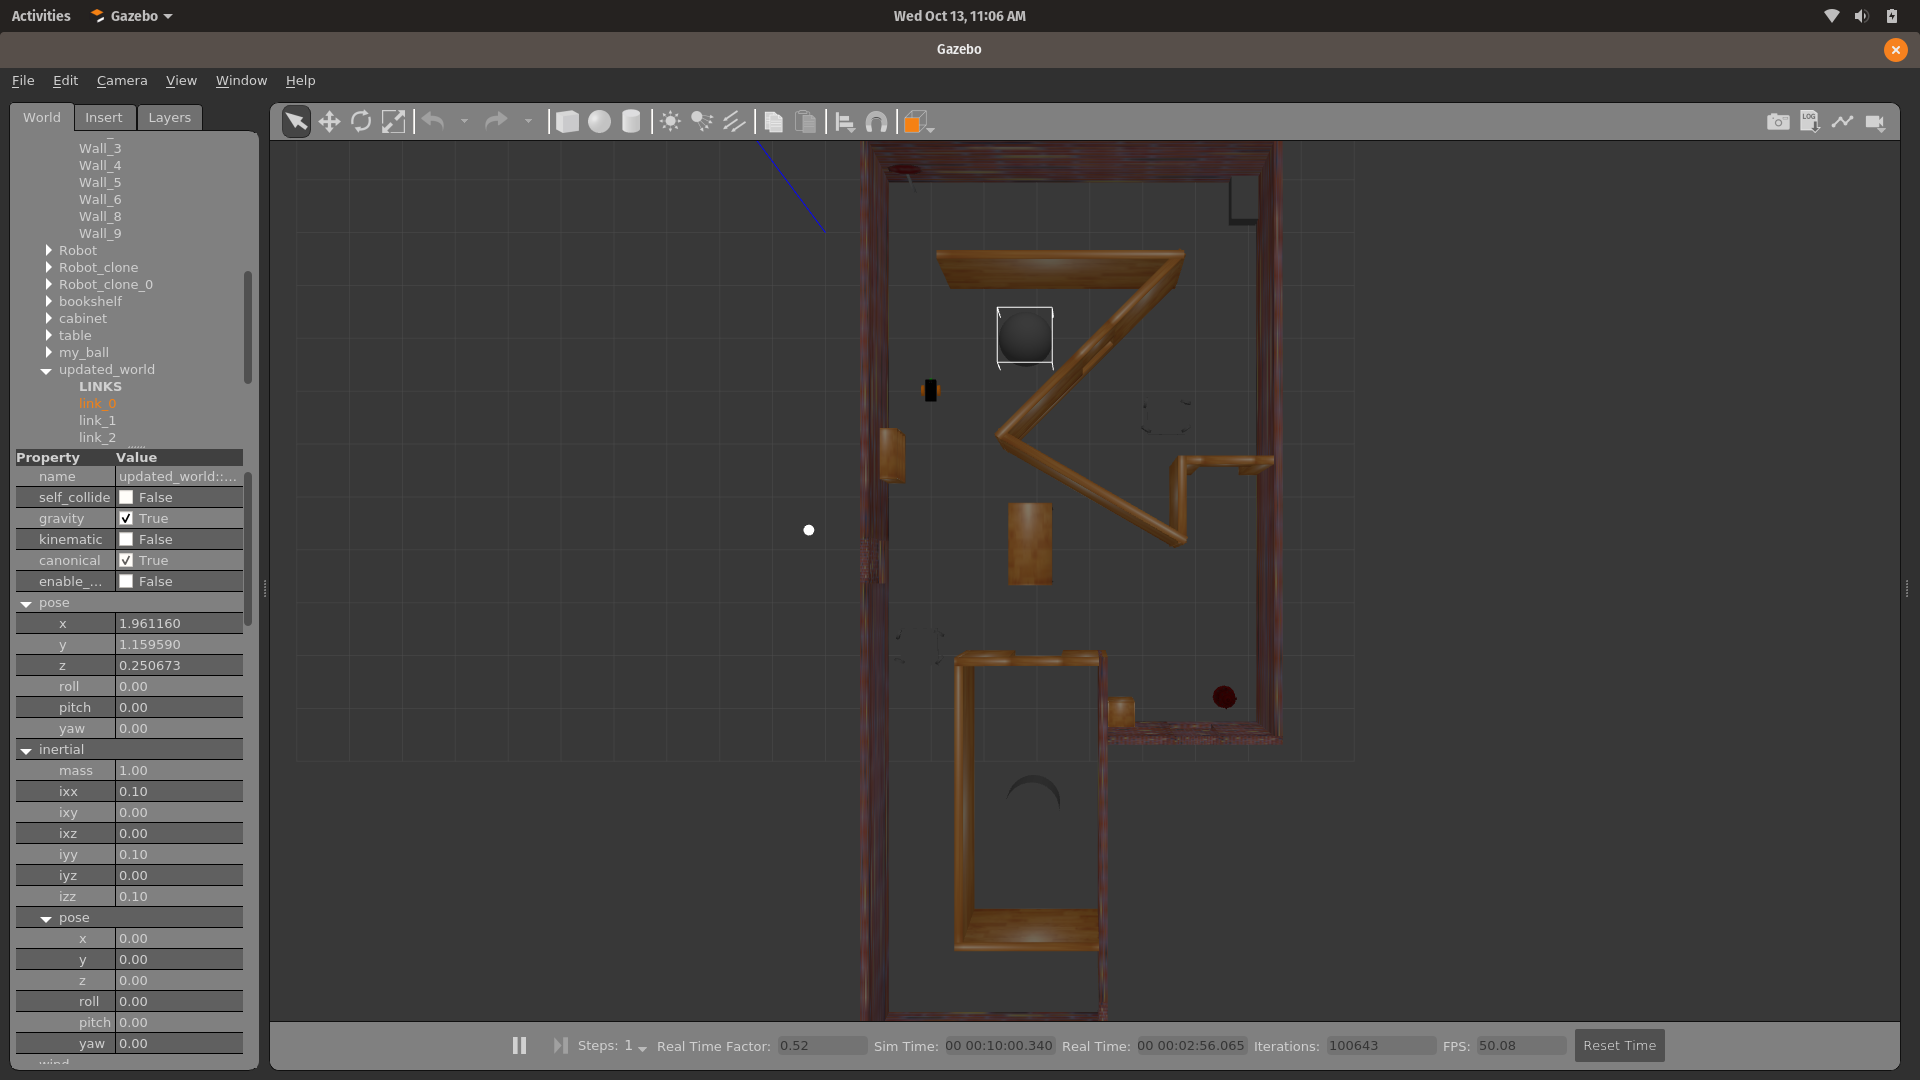 Activities Gazebo Wed Oct 13, 11:06 AM
Gazebo
File Edit Camera View Window Help
World Insert Layers
LOG
Wall_3
Wall_4
Wall_5
Wall_6
Wall_8
Wall_9
Robot
Robot_clone
Robot_clone_0
bookshelf
cabinet
table
my_ball
updated_world
LINKS
link_0
link_1
link_2
Property Value
name updated_world::...
self_collide False
gravity True
kinematic False
canonical True
enable_... False
pose
x 1.961160
y 1.159590
z 0.250673
roll 0.00
pitch 0.00
yaw 0.00
inertial
mass 1.00
ixx 0.10
ixy 0.00
ixz 0.00
iyy 0.10
iyz 0.00
izz 0.10
pose
x 0.00
y 0.00
z 0.00
roll 0.00
pitch 0.00
yaw 0.00
Steps: 1 Real Time Factor: 0.52 Sim Time: 00 00:10:00.340 Real Time: 00 00:02:56.065 Iterations: 100643 FPS: 50.08 Reset Time